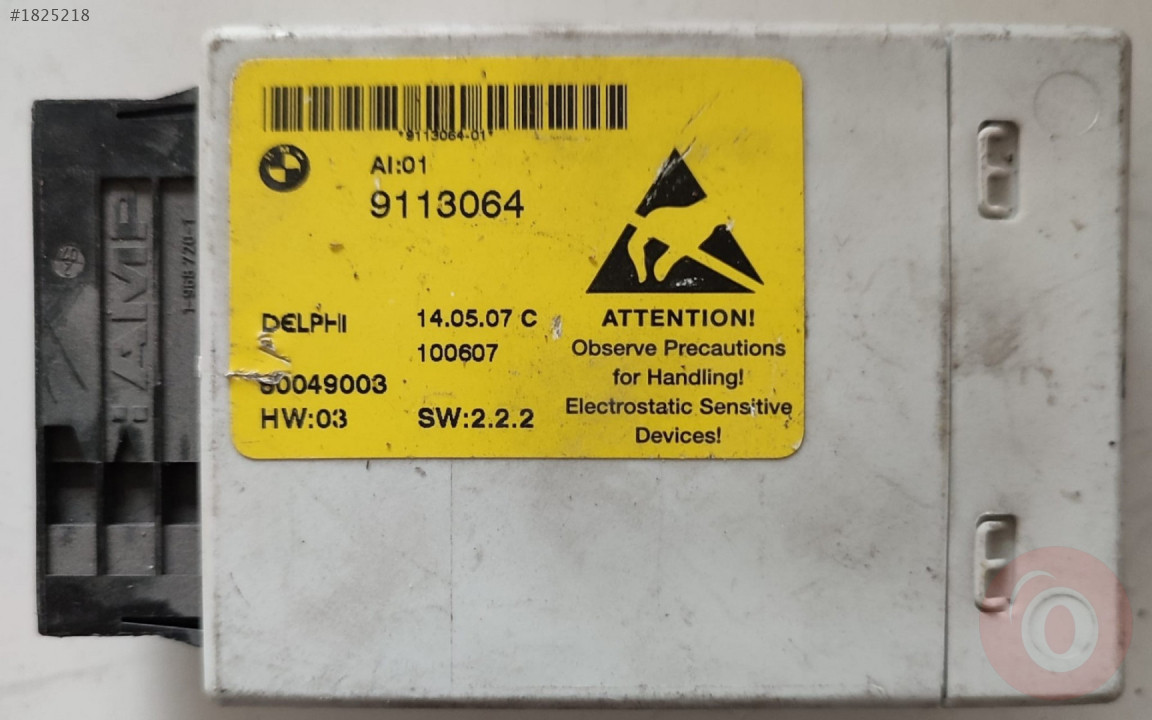 #1825218
*9113064-01*
AI:01
9113064
DELPHI
14.05.07 C
100607
HW:03
SW:2.2.2
ATTENTION!
Observe Precautions
for Handling!
Electrostatic Sensitive
Devices!
AMP